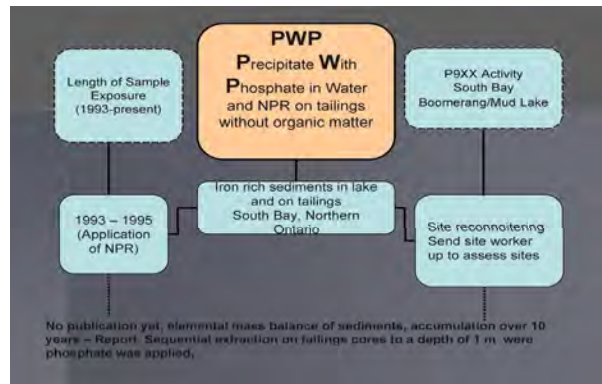 PWP
Precipitate With
Phosphate in Water
and NPR on tailings
without organic matter
Length of Sample
Exposure
(1993-present)
P9XX Activity
South Bay
Boomerang/Mud Lake
Iron rich sediments in lake
and on tailings
South Bay, Northern
Ontario
1993 – 1995
(Application
of NPR)
Site reconnoitering
Send site worker
up to assess sites
No publication yet, elemental mass balance of sediments, accumulation over 10
years – Report. Sequential extraction on tailings cores to a depth of 1 m were
phosphate was applied.